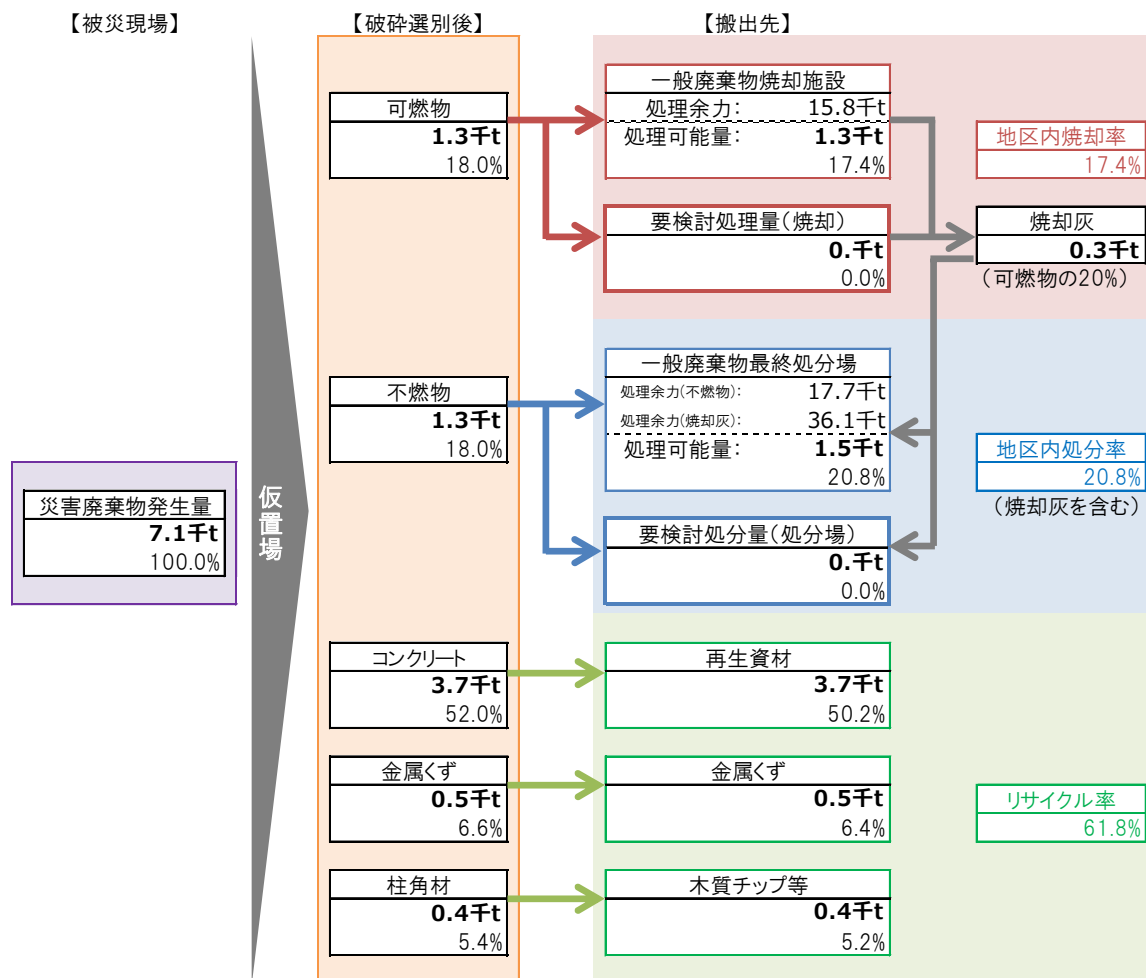 【被災現場】
【破砕選別後】
【搬出先】
可燃物
1.3千t
18.0%
一般廃棄物焼却施設
処理余力: 15.8千t
処理可能量: 1.3千t
17.4%
地区内焼却率
17.4%
要検討処理量(焼却)
0.千t
0.0%
焼却灰
0.3千t
(可燃物の20%)
不燃物
1.3千t
18.0%
一般廃棄物最終処分場
処理余力(不燃物): 17.7千t
処理余力(焼却灰): 36.1千t
処理可能量: 1.5千t
20.8%
地区内処分率
20.8%
(焼却灰を含む)
災害廃棄物発生量
7.1千t
100.0%
仮置場
要検討処分量(処分場)
0.千t
0.0%
コンクリート
3.7千t
52.0%
再生資材
3.7千t
50.2%
金属くず
0.5千t
6.6%
金属くず
0.5千t
6.4%
リサイクル率
61.8%
柱角材
0.4千t
5.4%
木質チップ等
0.4千t
5.2%